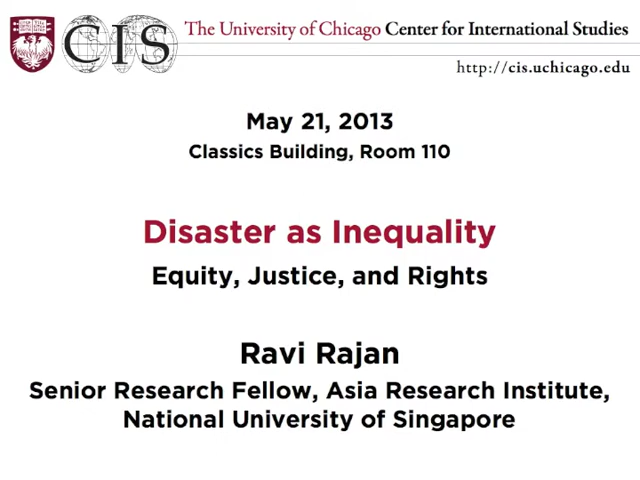 CIS
The University of Chicago Center for International Studies
http://cis.uchicago.edu
May 21, 2013
Classics Building, Room 110
Disaster as Inequality
Equity, Justice, and Rights
Ravi Rajan
Senior Research Fellow, Asia Research Institute,
National University of Singapore